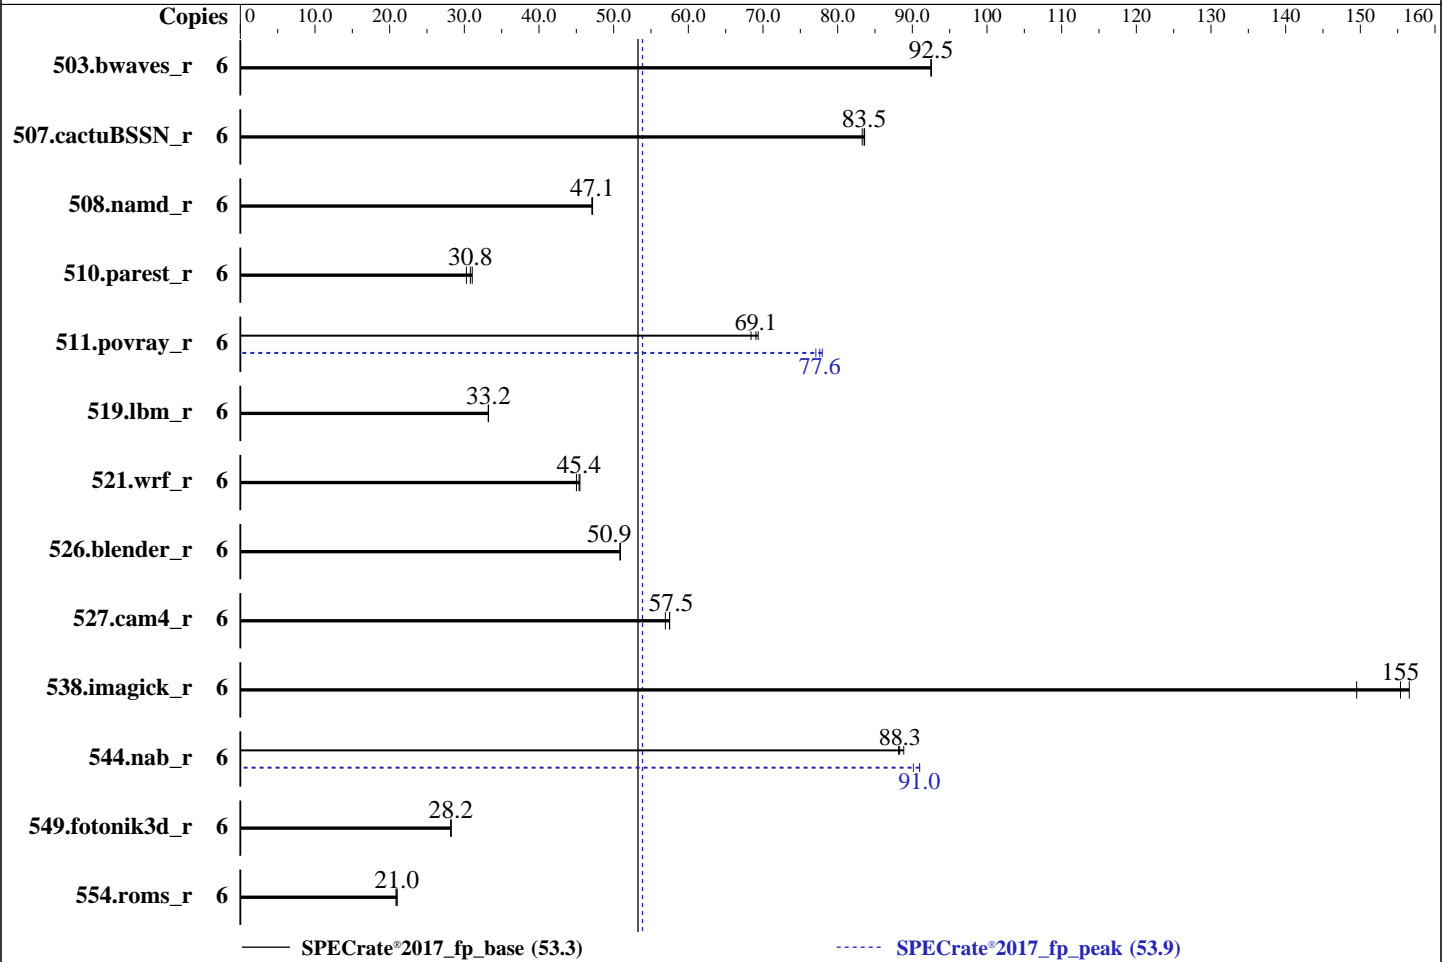 Copies 0 10.0 20.0 30.0 40.0 50.0 60.0 70.0 80.0 90.0 100 110 120 130 140 150 160
503.bwaves_r 6 92.5
507.cactuBSSN_r 6 83.5
508.namd_r 6 47.1
510.parest_r 6 30.8
511.povray_r 6 69.1
77.6
519.lbm_r 6 33.2
521.wrf_r 6 45.4
526.blender_r 6 50.9
527.cam4_r 6 57.5
538.imagick_r 6 155
544.nab_r 6 88.3
91.0
549.fotonik3d_r 6 28.2
554.roms_r 6 21.0
SPECrate®2017_fp_base (53.3) SPECrate®2017_fp_peak (53.9)